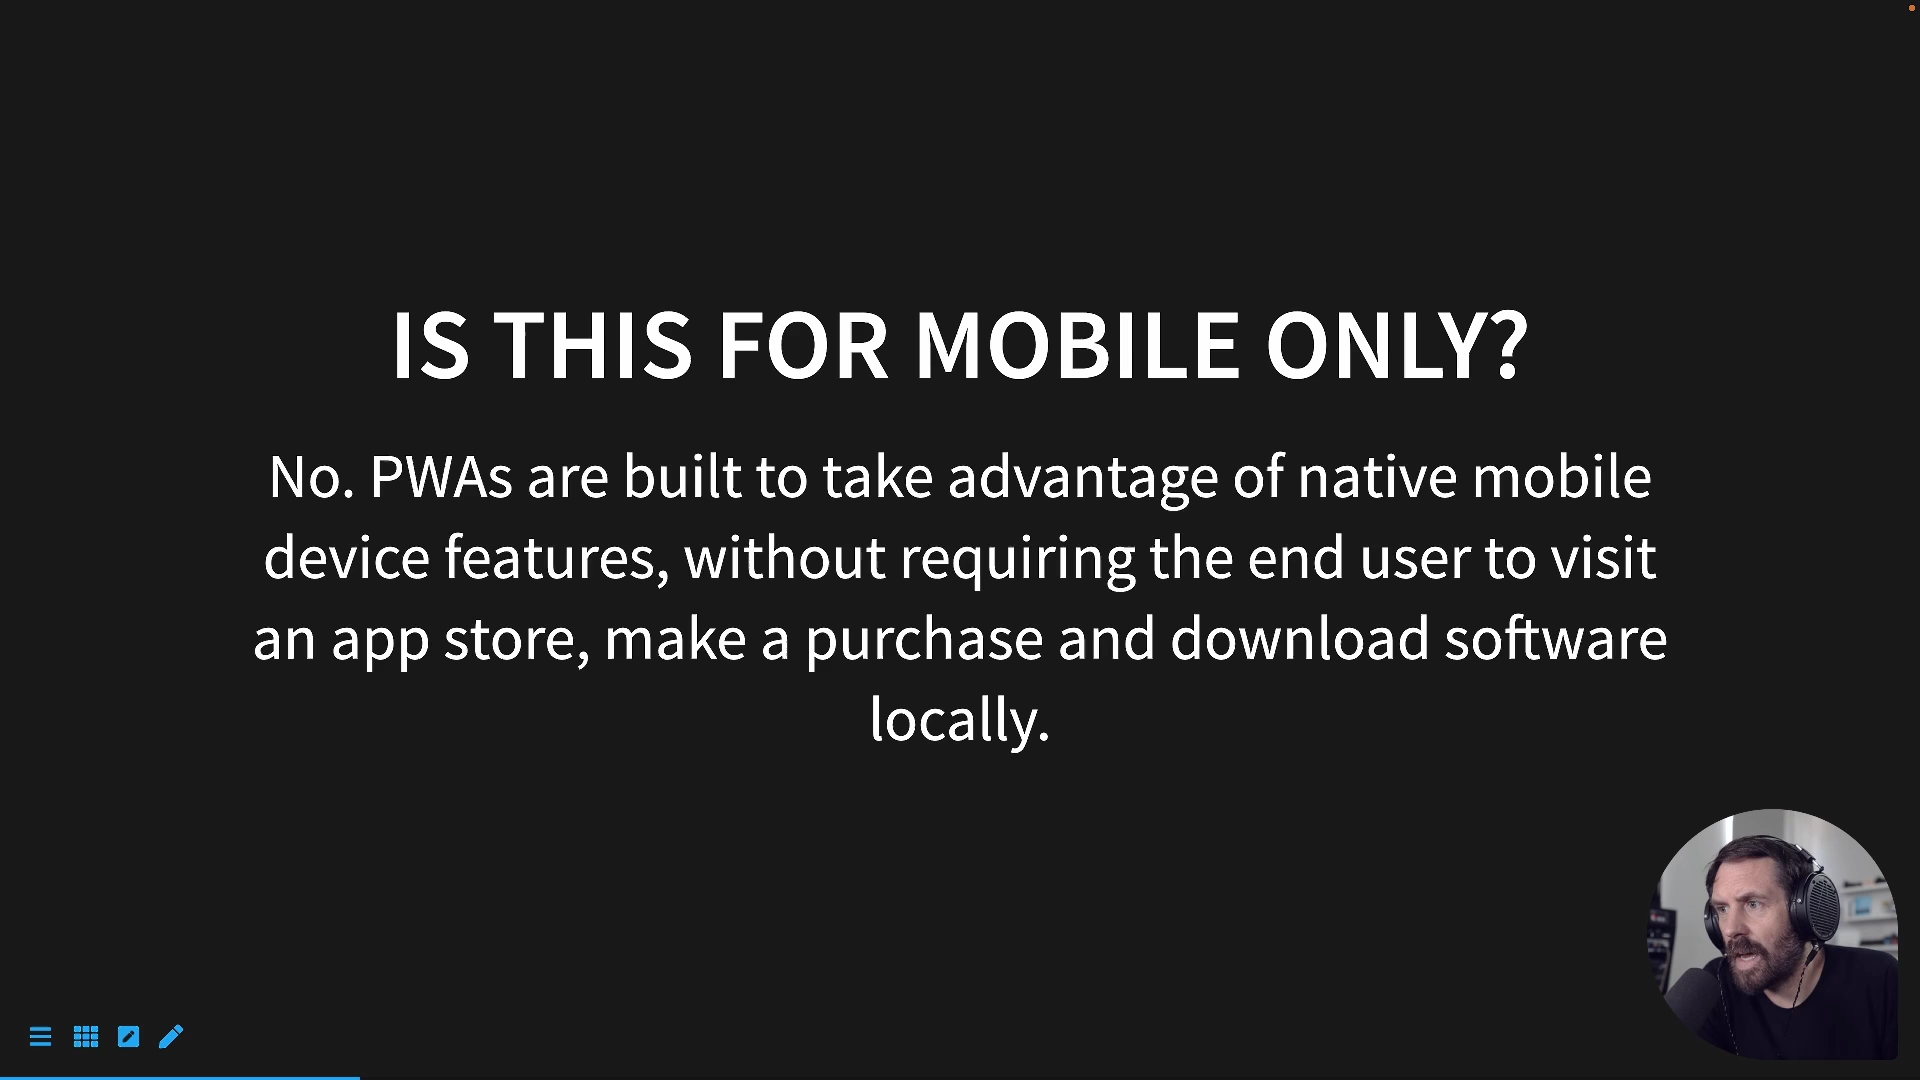 IS THIS FOR MOBILE ONLY?
No. PWAs are built to take advantage of native mobile
device features, without requiring the end user to visit
an app store, make a purchase and download software
locally.